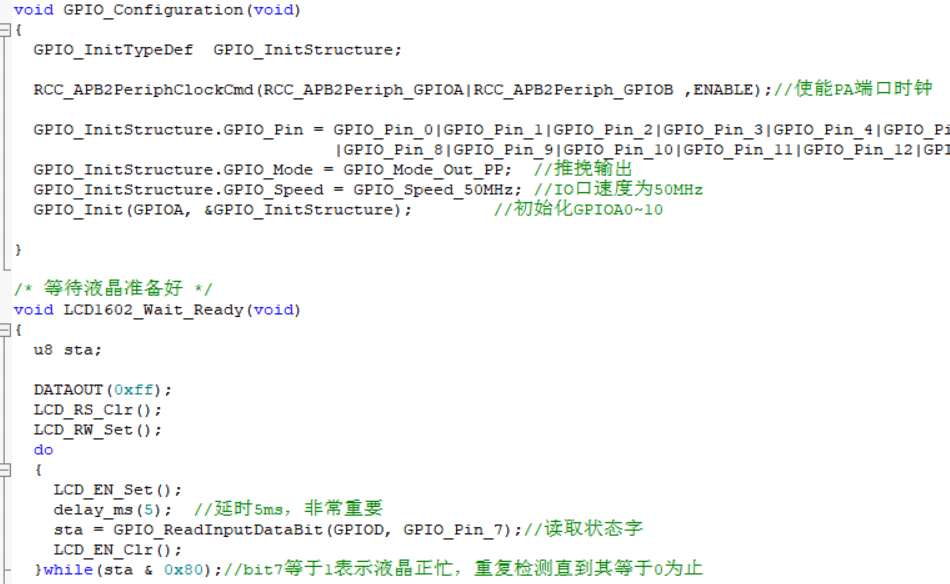 void GPIO_Configuration(void)
{
GPIO_InitTypeDef  GPIO_InitStructure;
RCC_APB2PeriphClockCmd(RCC_APB2Periph_GPIOA|RCC_APB2Periph_GPIOB ,ENABLE);//使能PA端口时钟
GPIO_InitStructure.GPIO_Pin = GPIO_Pin_0|GPIO_Pin_1|GPIO_Pin_2|GPIO_Pin_3|GPIO_Pin_4|GPIO_Pi
|GPIO_Pin_8|GPIO_Pin_9|GPIO_Pin_10|GPIO_Pin_11|GPIO_Pin_12|GPI
GPIO_InitStructure.GPIO_Mode = GPIO_Mode_Out_PP;  //推挽输出
GPIO_InitStructure.GPIO_Speed = GPIO_Speed_50MHz; //IO口速度为50MHz
GPIO_Init(GPIOA, &GPIO_InitStructure);        //初始化GPIOA0~10
}
/* 等待液晶准备好 */
void LCD1602_Wait_Ready(void)
{
u8 sta;
DATAOUT(0xff);
LCD_RS_Clr();
LCD_RW_Set();
do
{
LCD_EN_Set();
delay_ms(5);  //延时5ms，非常重要
sta = GPIO_ReadInputDataBit(GPIOD, GPIO_Pin_7);//读取状态字
LCD_EN_Clr();
}while(sta & 0x80);//bit7等于1表示液晶正忙，重复检测直到其等于0为止